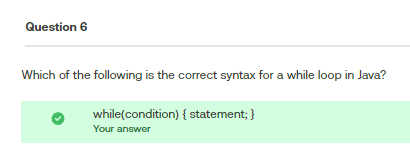 Question 6
Which of the following is the correct syntax for a while loop in Java?
while(condition) { statement; }
Your answer